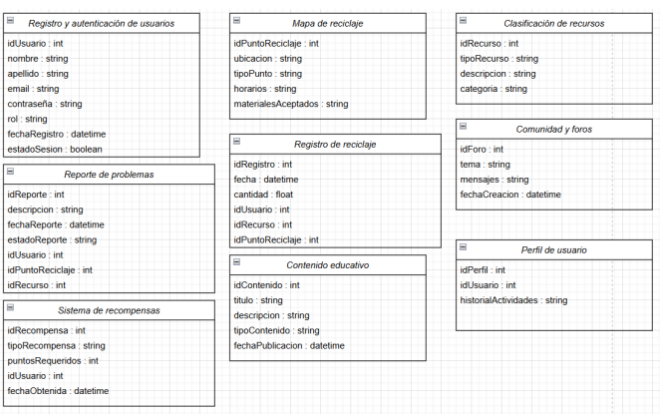 Registro y autenticación de usuarios
idUsuario : int
nombre : string
apellido : string
email : string
contraseña : string
rol : string
fechaRegistro : datetime
estadoSesion : boolean
Reporte de problemas
idReporte : int
descripcion : string
fechaReporte : datetime
estadoReporte : string
idUsuario : int
idPuntoReciclaje : int
idRecurso : int
Sistema de recompensas
idRecompensa : int
tipoRecompensa : string
puntosRequeridos : int
idUsuario : int
fechaObtenida : datetime
Mapa de reciclaje
idPuntoReciclaje : int
ubicacion : string
tipoPunto : string
horarios : string
materialesAceptados : string
Registro de reciclaje
idRegistro : int
fecha : datetime
cantidad : float
idUsuario : int
idRecurso : int
idPuntoReciclaje : int
Contenido educativo
idContenido : int
titulo : string
descripcion : string
tipoContenido : string
fechaPublicacion : datetime
Clasificación de recursos
idRecurso : int
tipoRecurso : string
descripcion : string
categoria : string
Comunidad y foros
idForo : int
tema : string
mensajes : string
fechaCreacion : datetime
Perfil de usuario
idPerfil : int
idUsuario : int
historialActividades : string